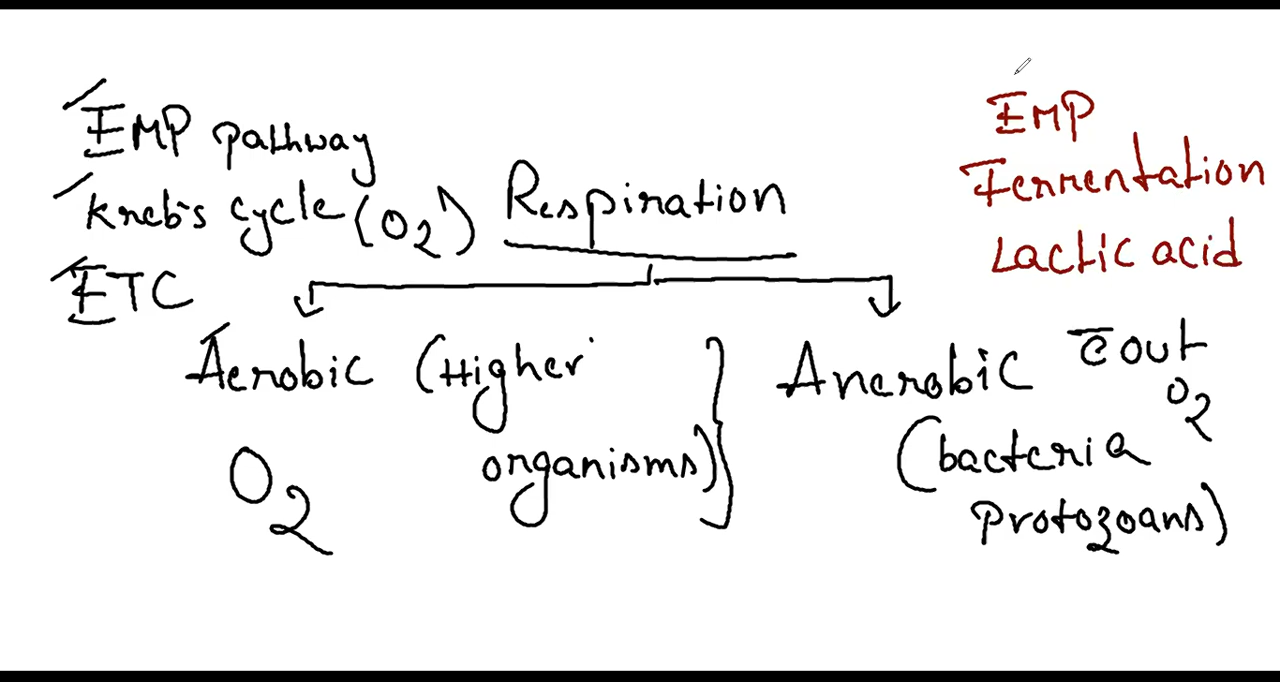 EMP pathway
Kreb's cycle (O2)
ETC
Respiration
EMP
Fermentation
Lactic acid
Aerobic (Higher
organisms)
O2
Anerobic c̄out
O2
(bacteria
protozoans)